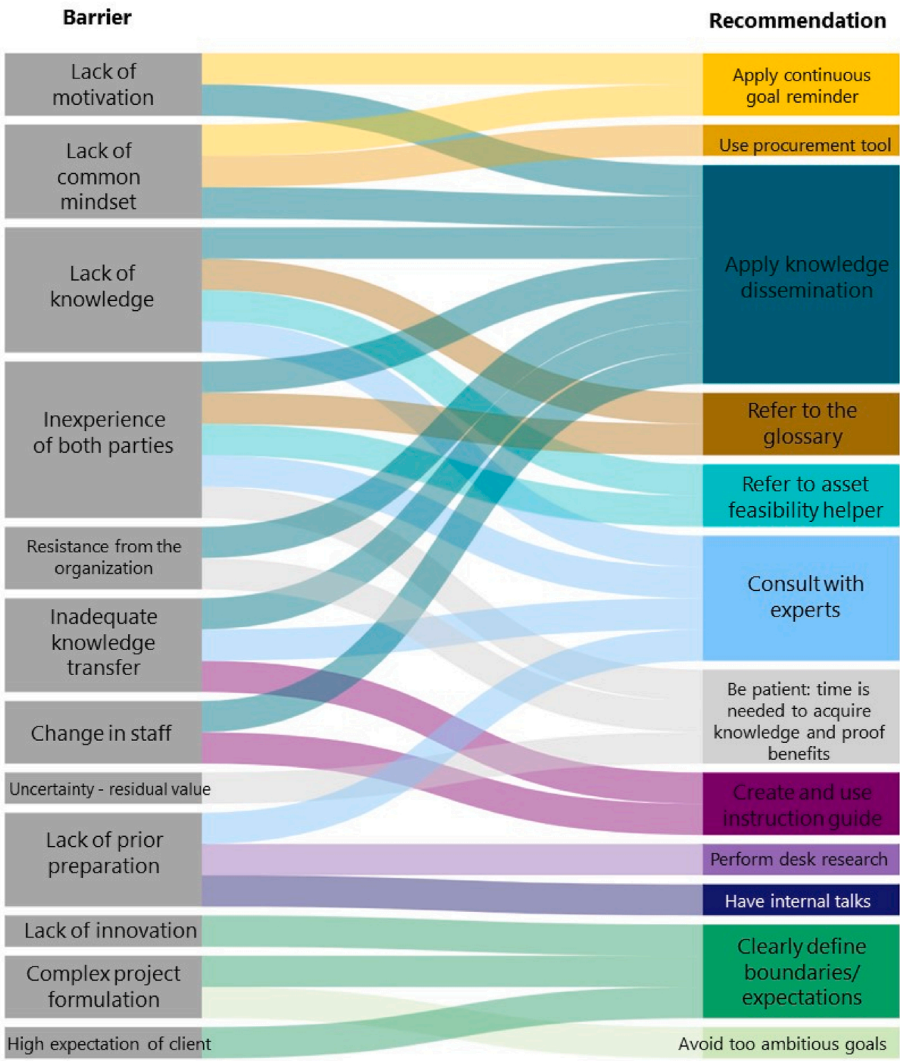 Barrier
Recommendation
Lack of
motivation
Lack of
common
mindset
Lack of
knowledge
Inexperience
of both parties
Resistance from the
organization
Inadequate
knowledge
transfer
Change in staff
Uncertainty - residual value
Lack of prior
preparation
Lack of innovation
Complex project
formulation
High expectation of client
Apply continuous
goal reminder
Use procurement tool
Apply knowledge
dissemination
Refer to the
glossary
Refer to asset
feasibility helper
Consult with
experts
Be patient: time is
needed to acquire
knowledge and proof
benefits
Create and use
instruction guide
Perform desk research
Have internal talks
Clearly define
boundaries/
expectations
Avoid too ambitious goals